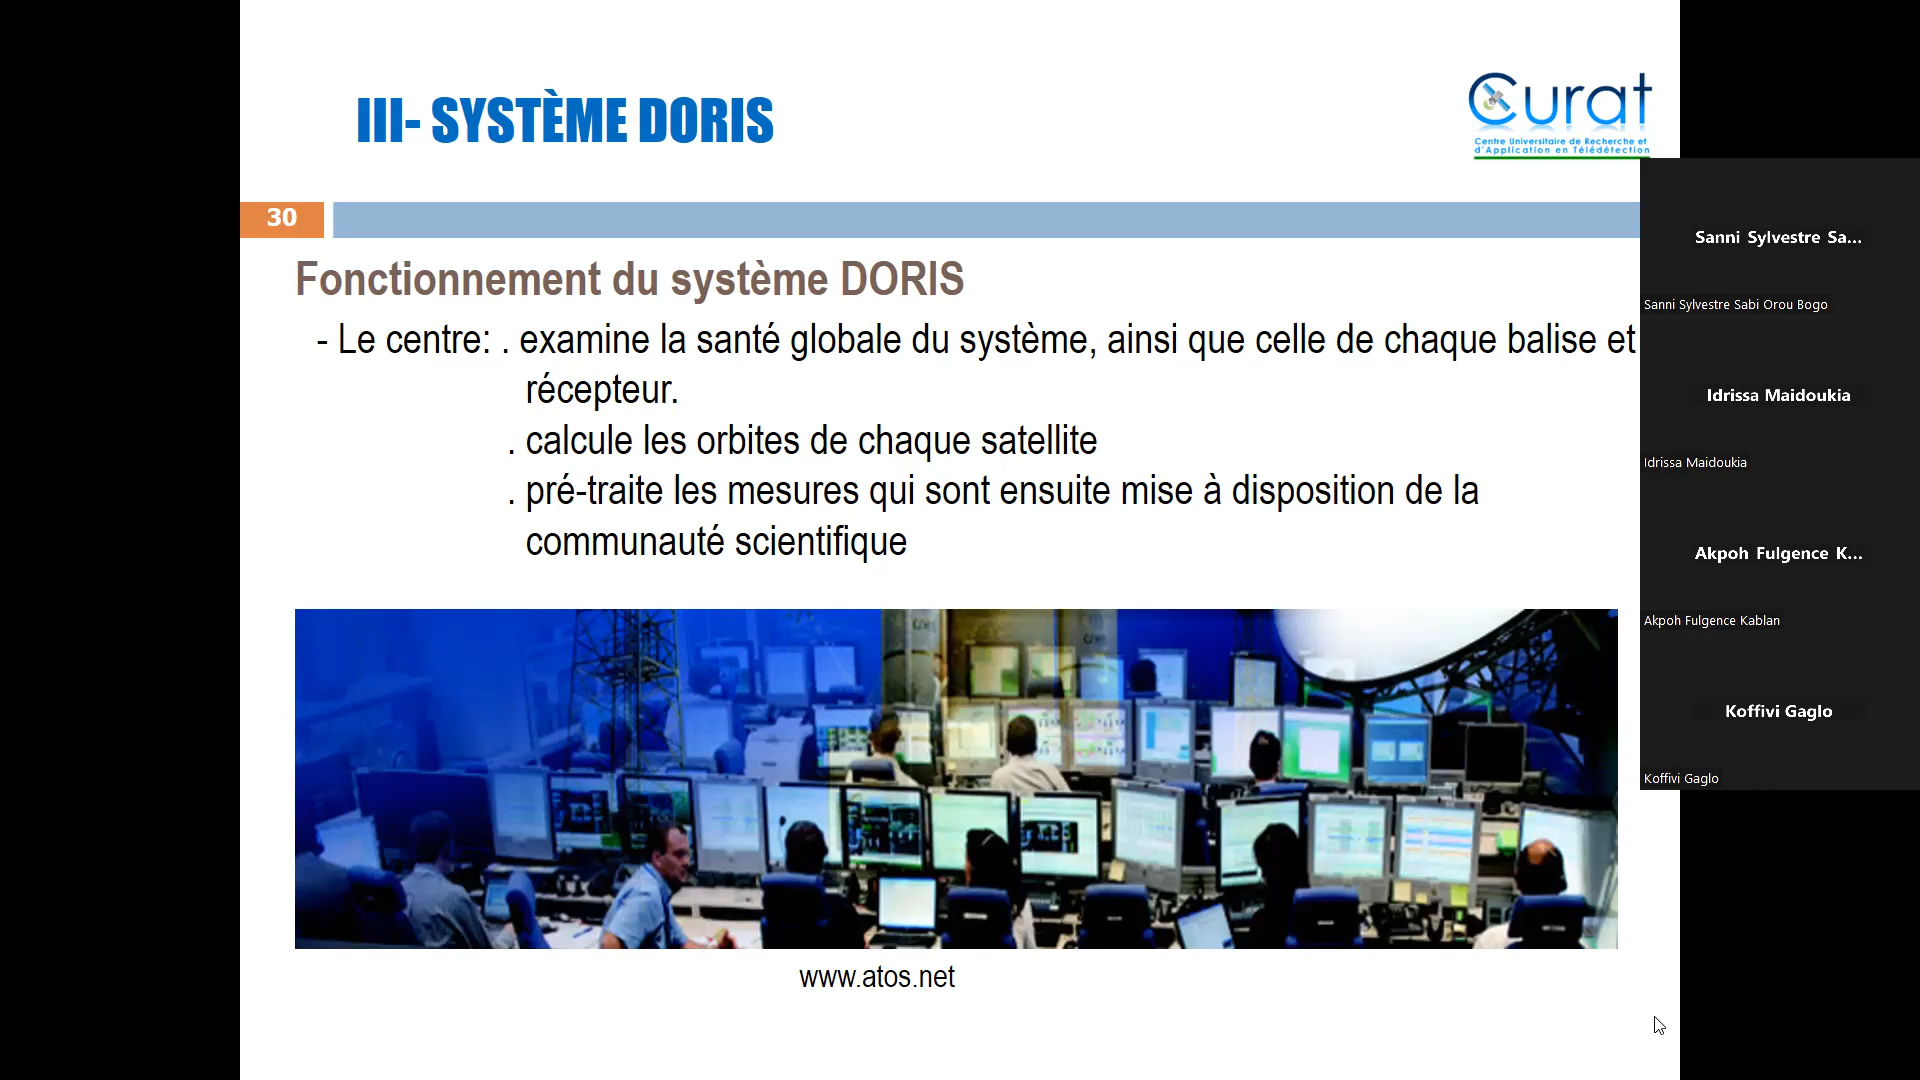 III- SYSTÈME DORIS
Curat
Centre Universitaire de Recherche et
d'Application en Télédétection
30
Fonctionnement du système DORIS
- Le centre: . examine la santé globale du système, ainsi que celle de chaque balise et
récepteur.
. calcule les orbites de chaque satellite
. pré-traite les mesures qui sont ensuite mise à disposition de la
communauté scientifique
www.atos.net
Sanni Sylvestre Sa...
Sanni Sylvestre Sabi Orou Bogo
Idrissa Maidoukia
Idrissa Maidoukia
Akpoh Fulgence K...
Akpoh Fulgence Kablan
Koffivi Gaglo
Koffivi Gaglo